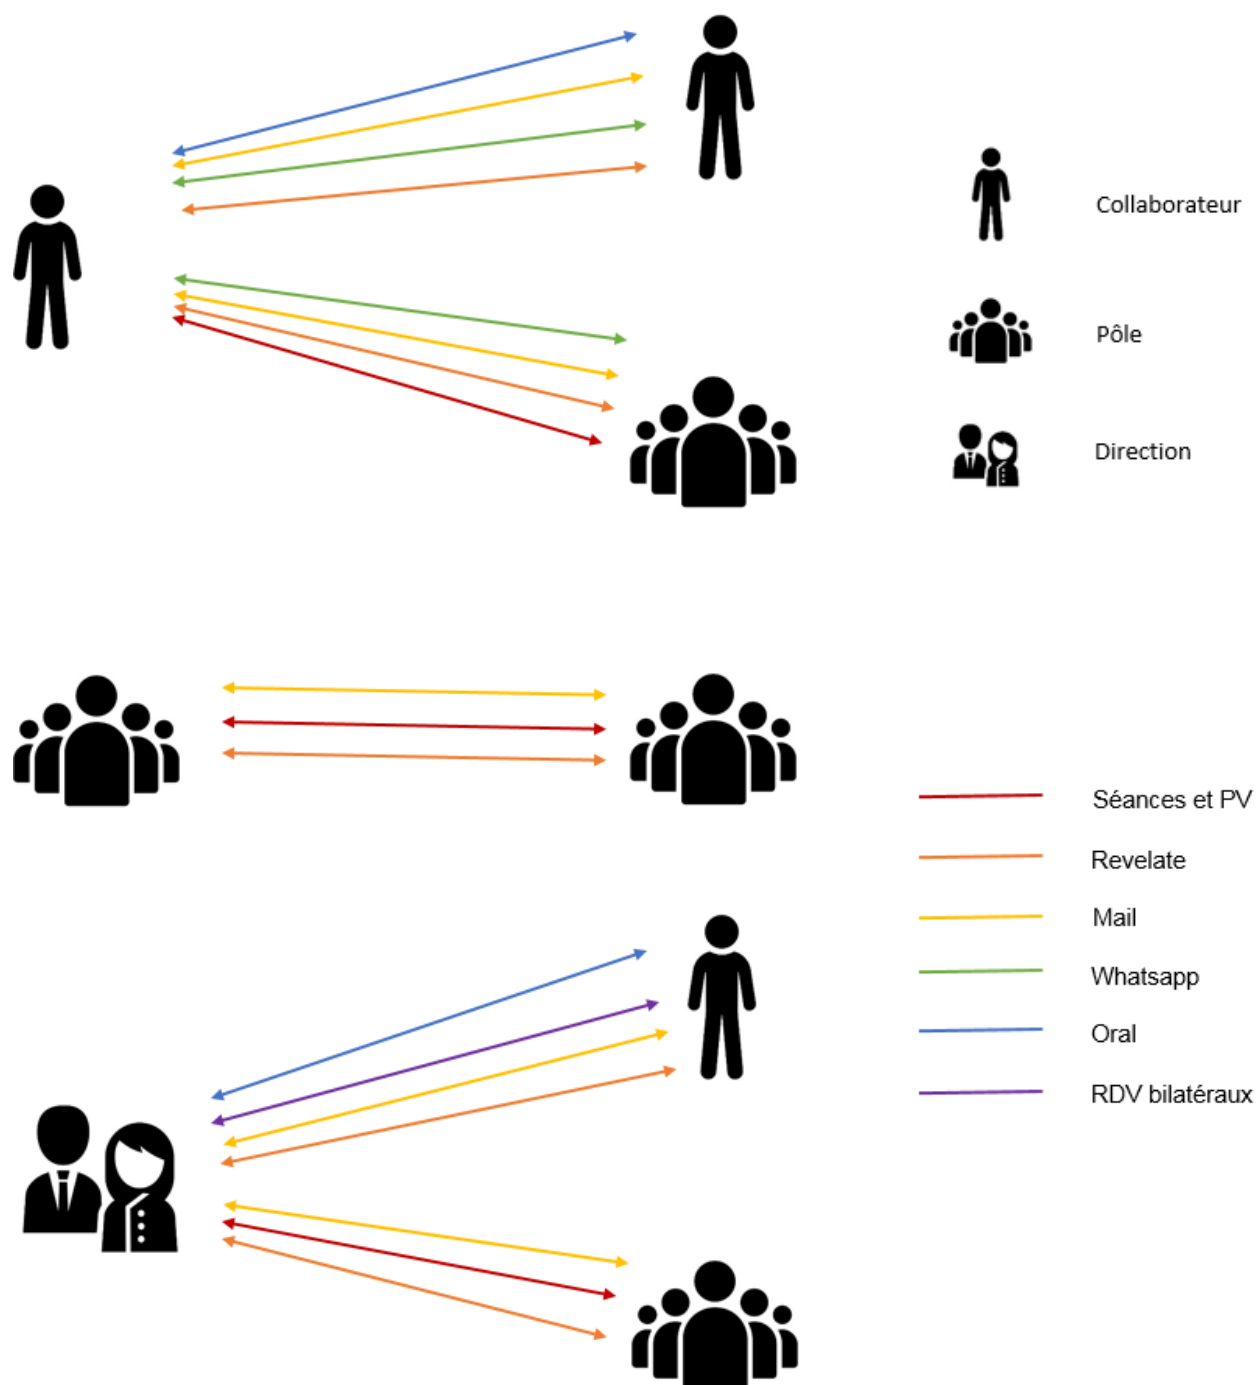 Collaborateur
Pôle
Direction
Séances et PV
Revelate
Mail
Whatsapp
Oral
RDV bilatéraux